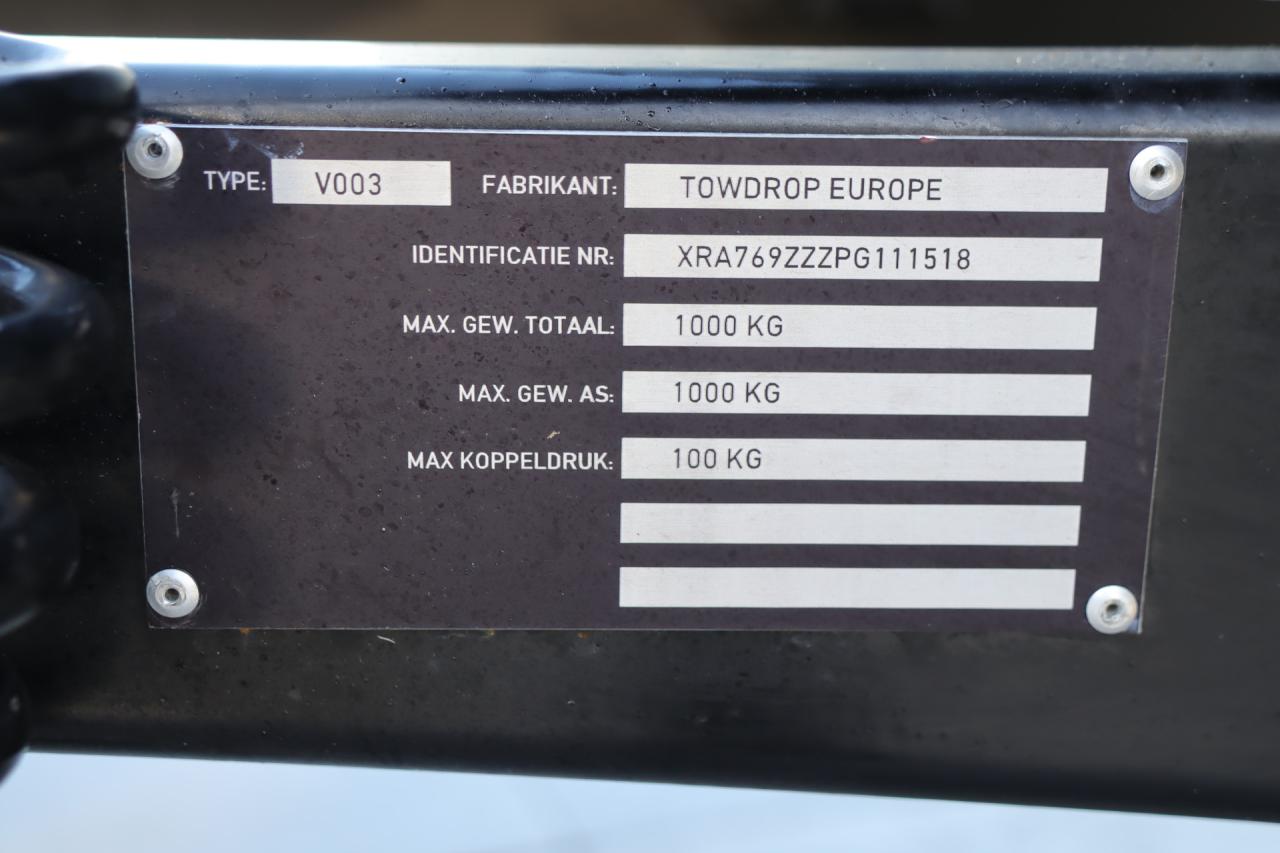 TYPE: V003 FABRIKANT: TOWDROP EUROPE
IDENTIFICATIE NR: XRA769ZZZPG111518
MAX. GEW. TOTAAL: 1000 KG
MAX. GEW. AS: 1000 KG
MAX KOPPELDRUK: 100 KG